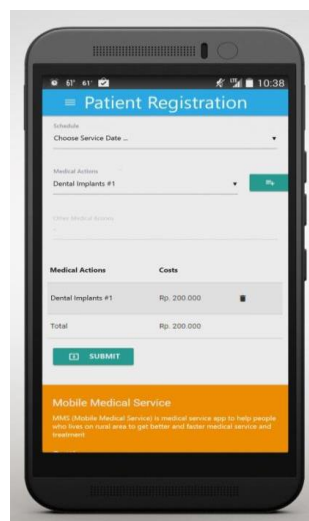 61° 61° 10:38
Patient Registration
Schedule
Choose Service Date ...
Medical Actions
Dental Implants #1
Other Medical Actions
Medical Actions Costs
Dental Implants #1 Rp. 200.000
Total Rp. 200.000
SUBMIT
Mobile Medical Service
MMS (Mobile Medical Service) is medical service app to help people
who lives on rural area to get better and faster medical service and
treatment